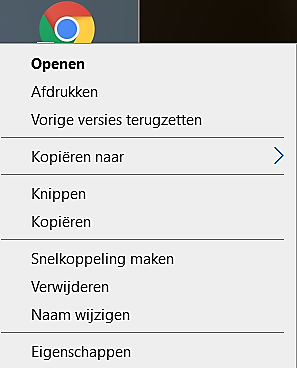 Openen
Afdrukken
Vorige versies terugzetten
Kopiëren naar
Knippen
Kopiëren
Snelkoppeling maken
Verwijderen
Naam wijzigen
Eigenschappen